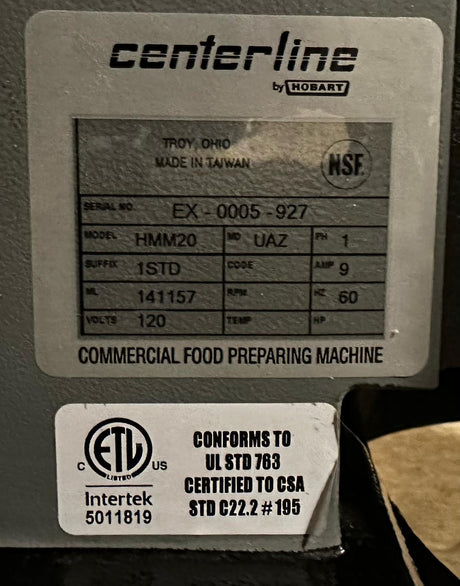 centerline
by HOBART
TROY, OHIO
MADE IN TAIWAN
NSF
SERIAL NO. EX-0005-927
MODEL HMM20 MO UAZ PH 1
SUFFIX 1STD CODE AMP 9
ML 141157 RPM HZ 60
VOLTS 120 TEMP HP
COMMERCIAL FOOD PREPARING MACHINE
ETL
LISTED
C US
Intertek
5011819
CONFORMS TO
UL STD 763
CERTIFIED TO CSA
STD C22.2 # 195